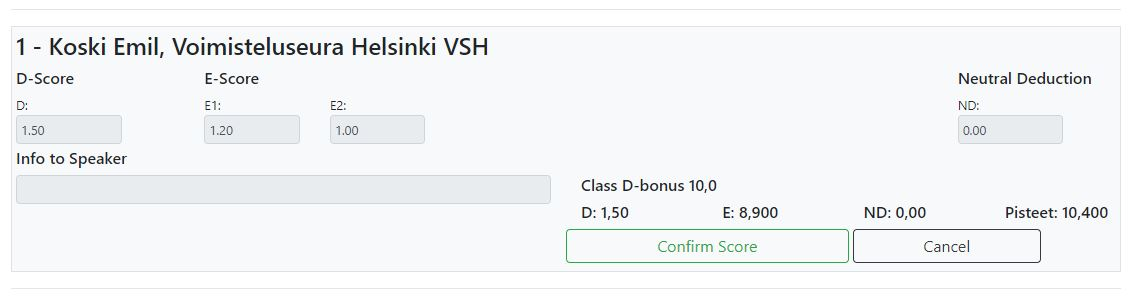 1 - Koski Emil, Voimisteluseura Helsinki VSH
D-Score E-Score Neutral Deduction
D: E1: E2: ND:
1.50 1.20 1.00 0.00
Info to Speaker
Class D-bonus 10,0
D: 1,50 E: 8,900 ND: 0,00 Pisteet: 10,400
Confirm Score Cancel